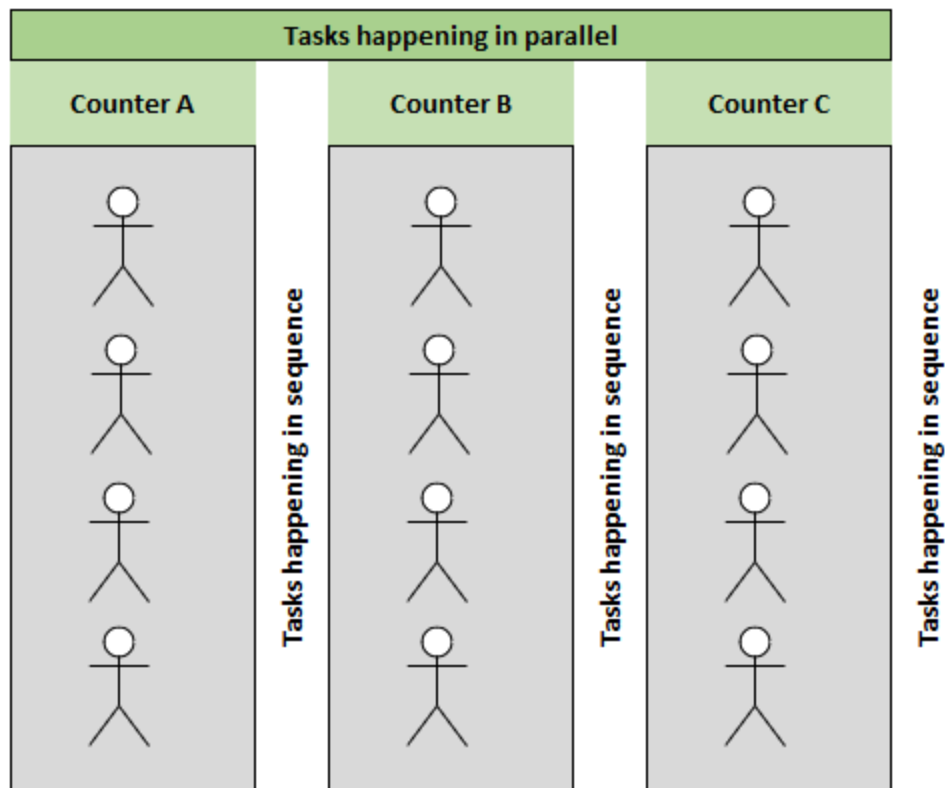 Tasks happening in parallel
Counter A
Counter B
Counter C
Tasks happening in sequence
Tasks happening in sequence
Tasks happening in sequence